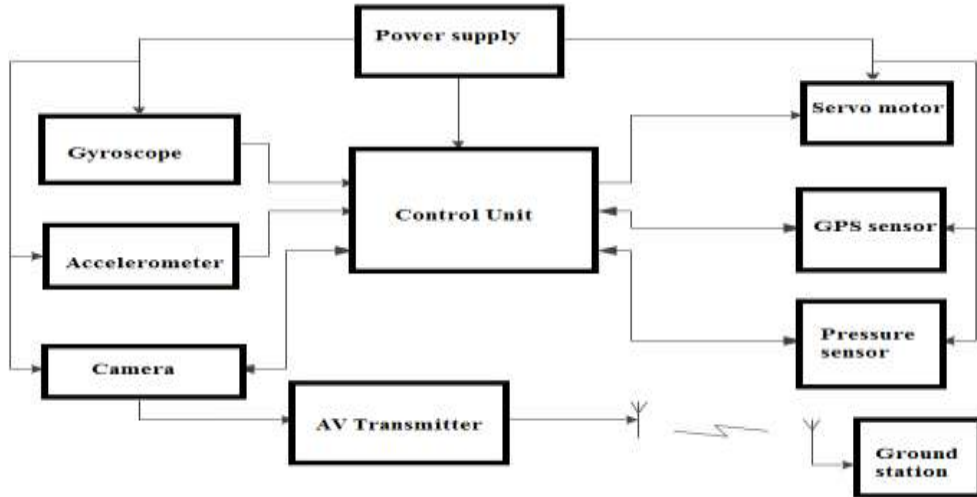 Power supply
Gyroscope
Servo motor
Control Unit
GPS sensor
Accelerometer
Pressure
sensor
Camera
AV Transmitter
Ground
station